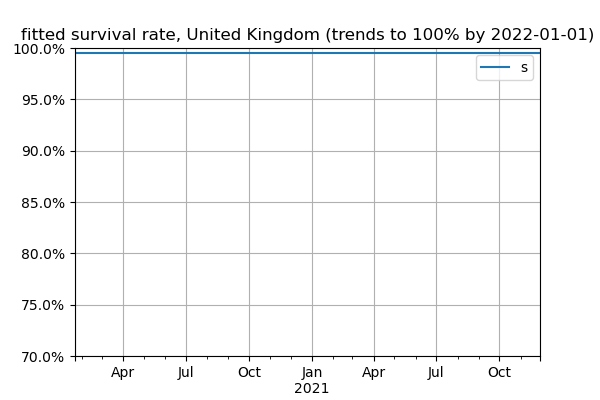 fitted survival rate, United Kingdom (trends to 100% by 2022-01-01)
100.0%
s
95.0%
90.0%
85.0%
80.0%
75.0%
70.0%
Apr Jul Oct Jan Apr Jul Oct
2021